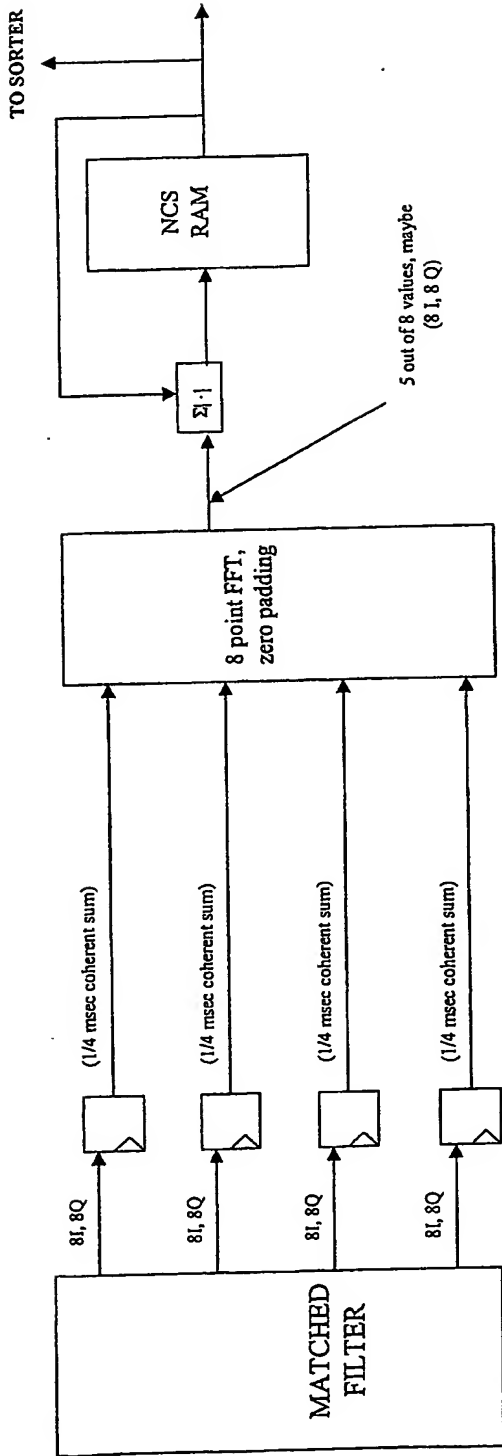 MATCHED
FILTER
8I, 8Q
8I, 8Q
8I, 8Q
8I, 8Q
(1/4 msec coherent sum)
(1/4 msec coherent sum)
(1/4 msec coherent sum)
(1/4 msec coherent sum)
8 point FFT,
zero padding
5 out of 8 values, maybe
(8 I, 8 Q)
Σ|·|
NCS
RAM
TO SORTER